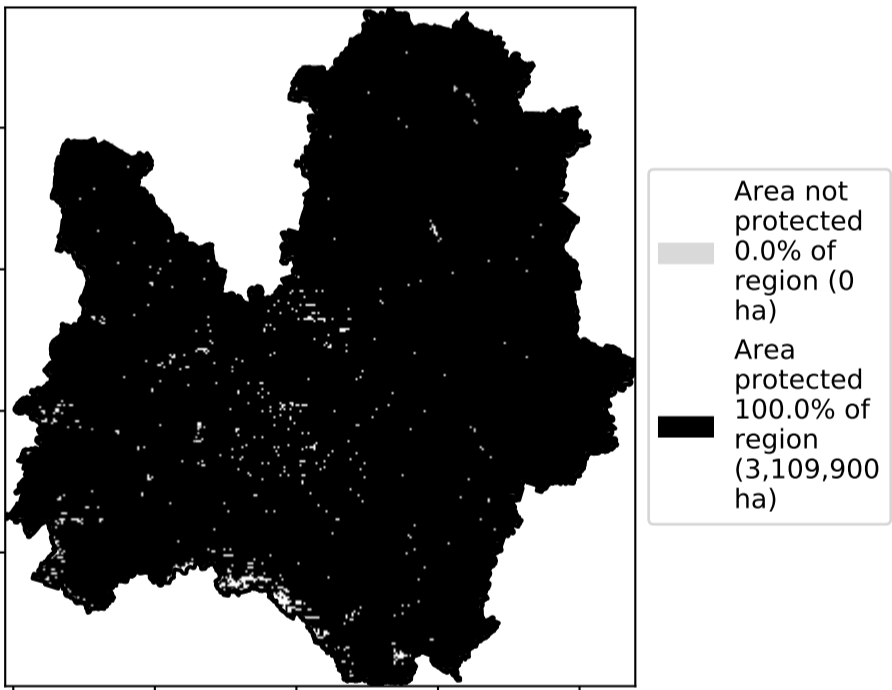 Area not
protected
0.0% of
region (0
ha)
Area
protected
100.0% of
region
(3,109,900
ha)